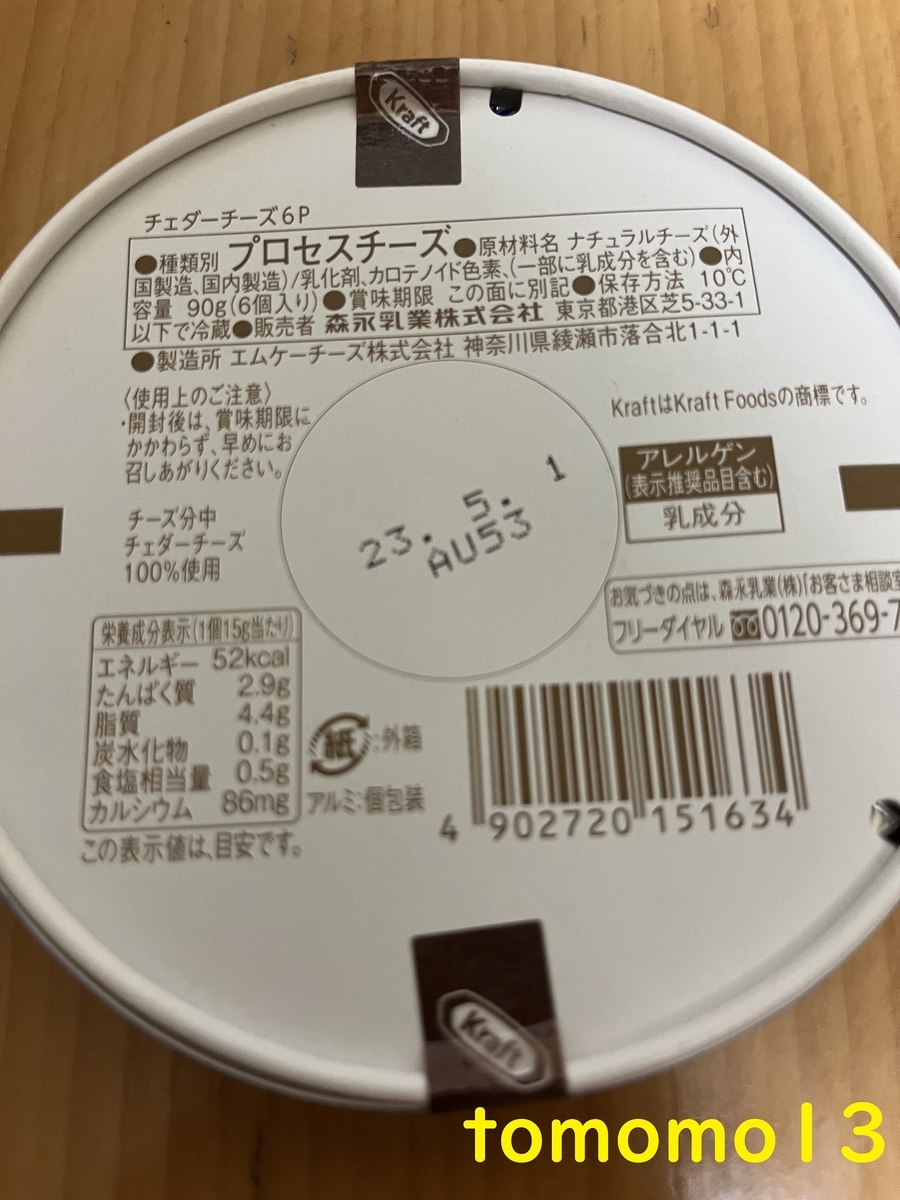 Kraft
チェダーチーズ6P
●種類別 プロセスチーズ●原材料名 ナチュラルチーズ(外
国製造、国内製造)/乳化剤、カロテノイド色素、(一部に乳成分を含む)●内
容量 90g(6個入り)●賞味期限 この面に別記●保存方法 10℃
以下で冷蔵●販売者 森永乳業株式会社 東京都港区芝5-33-1
●製造所 エムケーチーズ株式会社 神奈川県綾瀬市落合北1-1-1
〈使用上のご注意〉
・開封後は、賞味期限に
かかわらず、早めにお
召しあがりください。
チーズ分中
チェダーチーズ
100%使用
23. 5. 1
AU53
KraftはKraft Foodsの商標です。
アレルゲン
(表示推奨品目含む)
乳成分
お気づきの点は、森永乳業(株)「お客さま相談室
フリーダイヤル 0120-369-7
栄養成分表示(1個15g当たり)
エネルギー 52kcal
たんぱく質 2.9g
脂質 4.4g
炭水化物 0.1g
食塩相当量 0.5g
カルシウム 86mg
この表示値は、目安です。
紙:外箱
アルミ:個包装
4 902720 151634
Kraft
tomomo13